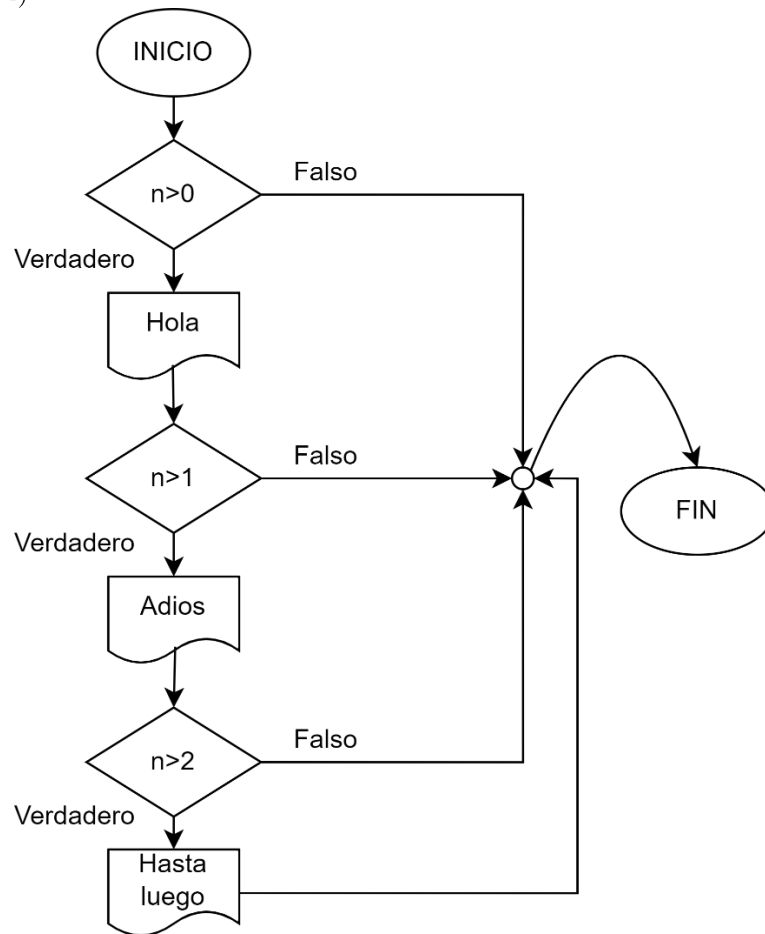 INICIO
n>0
Falso
Verdadero
Hola
n>1
Falso
FIN
Verdadero
Adios
n>2
Falso
Verdadero
Hasta
luego